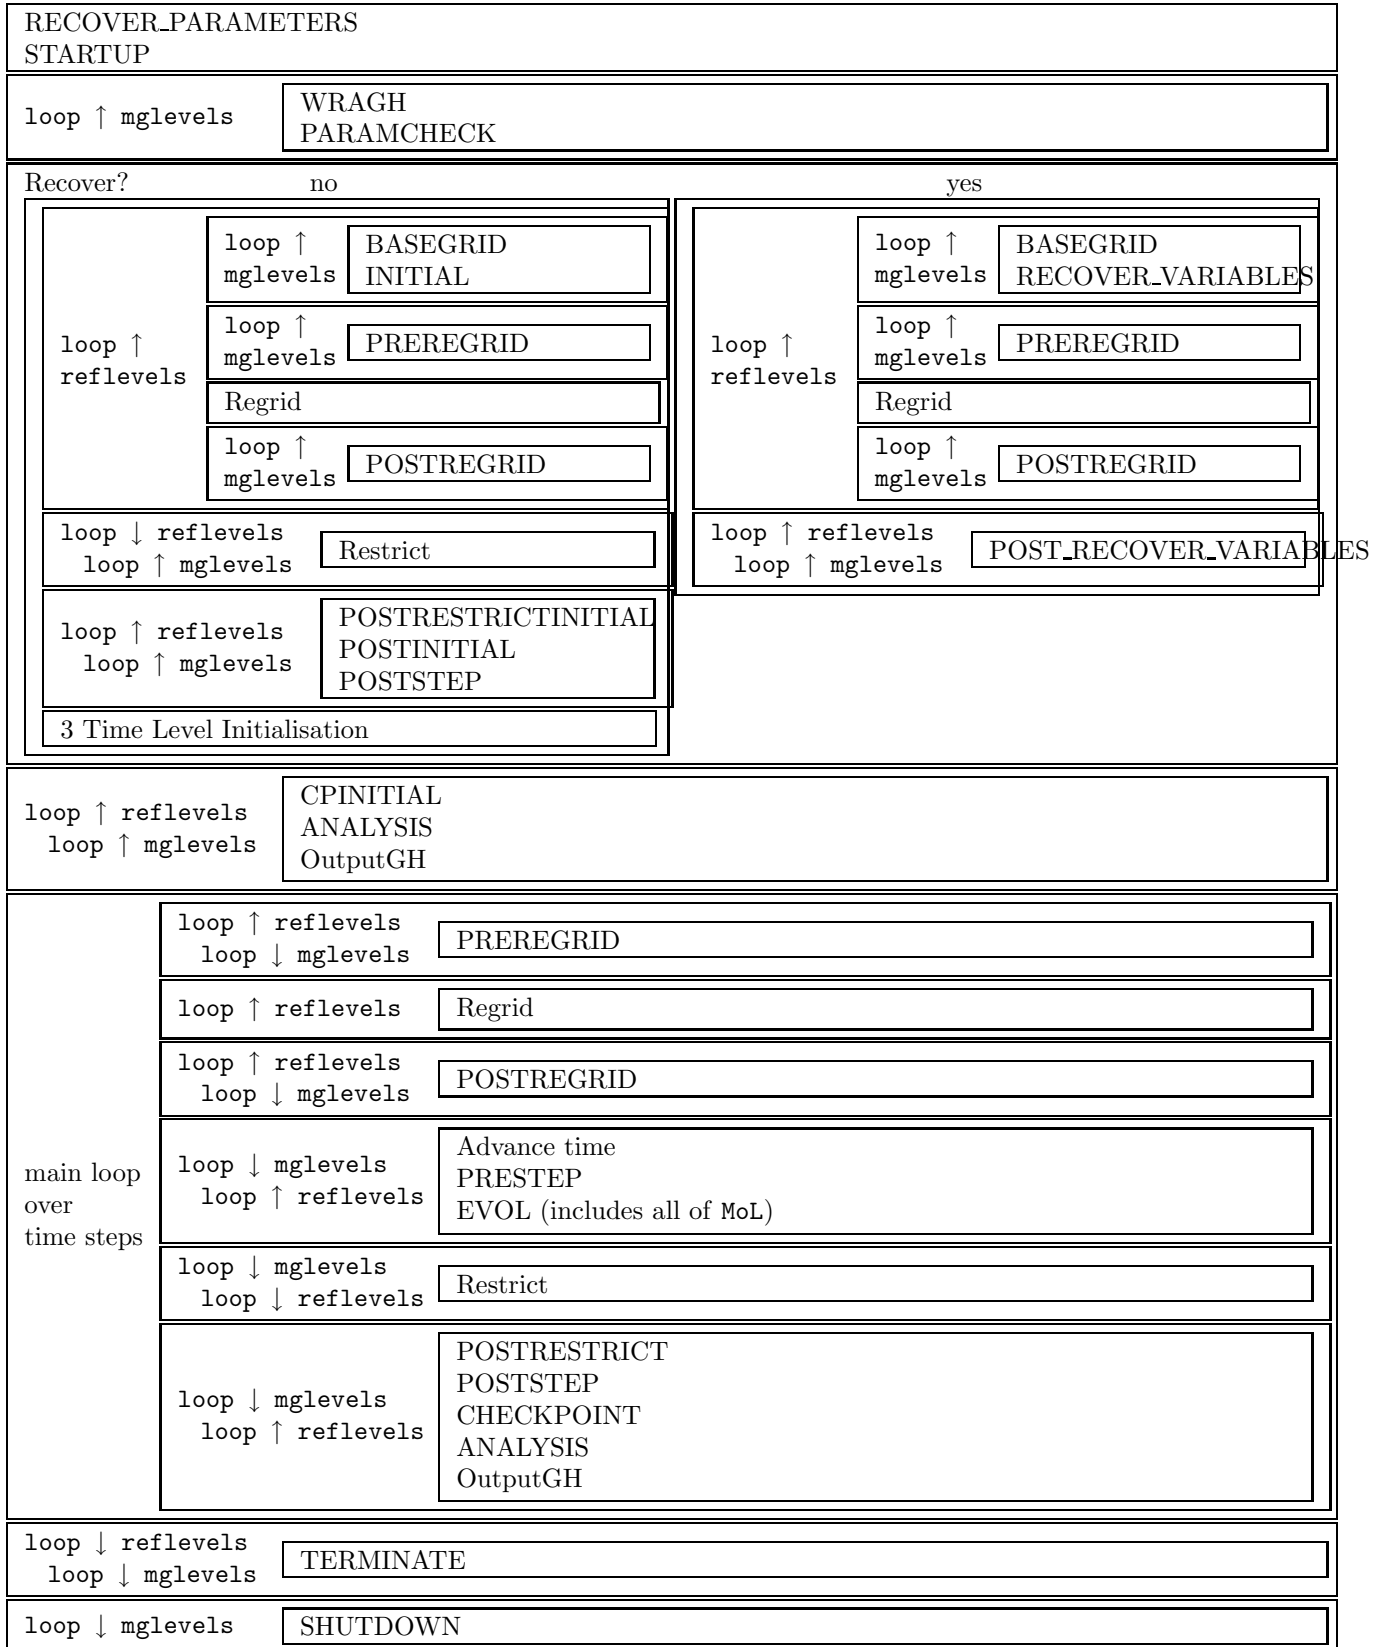 RECOVER_PARAMETERS
STARTUP
loop ↑ mglevels
WRAGH
PARAMCHECK
Recover? no yes
loop ↑
reflevels
loop ↑
mglevels
BASEGRID
INITIAL
loop ↑
mglevels
PREREGRID
Regrid
loop ↑
mglevels
POSTREGRID
loop ↓ reflevels
loop ↑ mglevels
Restrict
loop ↑ reflevels
loop ↑ mglevels
POSTRESTRICTINITIAL
POSTINITIAL
POSTSTEP
3 Time Level Initialisation
loop ↑
reflevels
loop ↑
mglevels
BASEGRID
RECOVER_VARIABLES
loop ↑
mglevels
PREREGRID
Regrid
loop ↑
mglevels
POSTREGRID
loop ↑ reflevels
loop ↑ mglevels
POST_RECOVER_VARIABLES
loop ↑ reflevels
loop ↑ mglevels
CPINITIAL
ANALYSIS
OutputGH
main loop
over
time steps
loop ↑ reflevels
loop ↓ mglevels
PREREGRID
loop ↑ reflevels
Regrid
loop ↑ reflevels
loop ↓ mglevels
POSTREGRID
loop ↓ mglevels
loop ↑ reflevels
Advance time
PRESTEP
EVOL (includes all of MoL)
loop ↓ mglevels
loop ↓ reflevels
Restrict
loop ↓ mglevels
loop ↑ reflevels
POSTRESTRICT
POSTSTEP
CHECKPOINT
ANALYSIS
OutputGH
loop ↓ reflevels
loop ↓ mglevels
TERMINATE
loop ↓ mglevels
SHUTDOWN